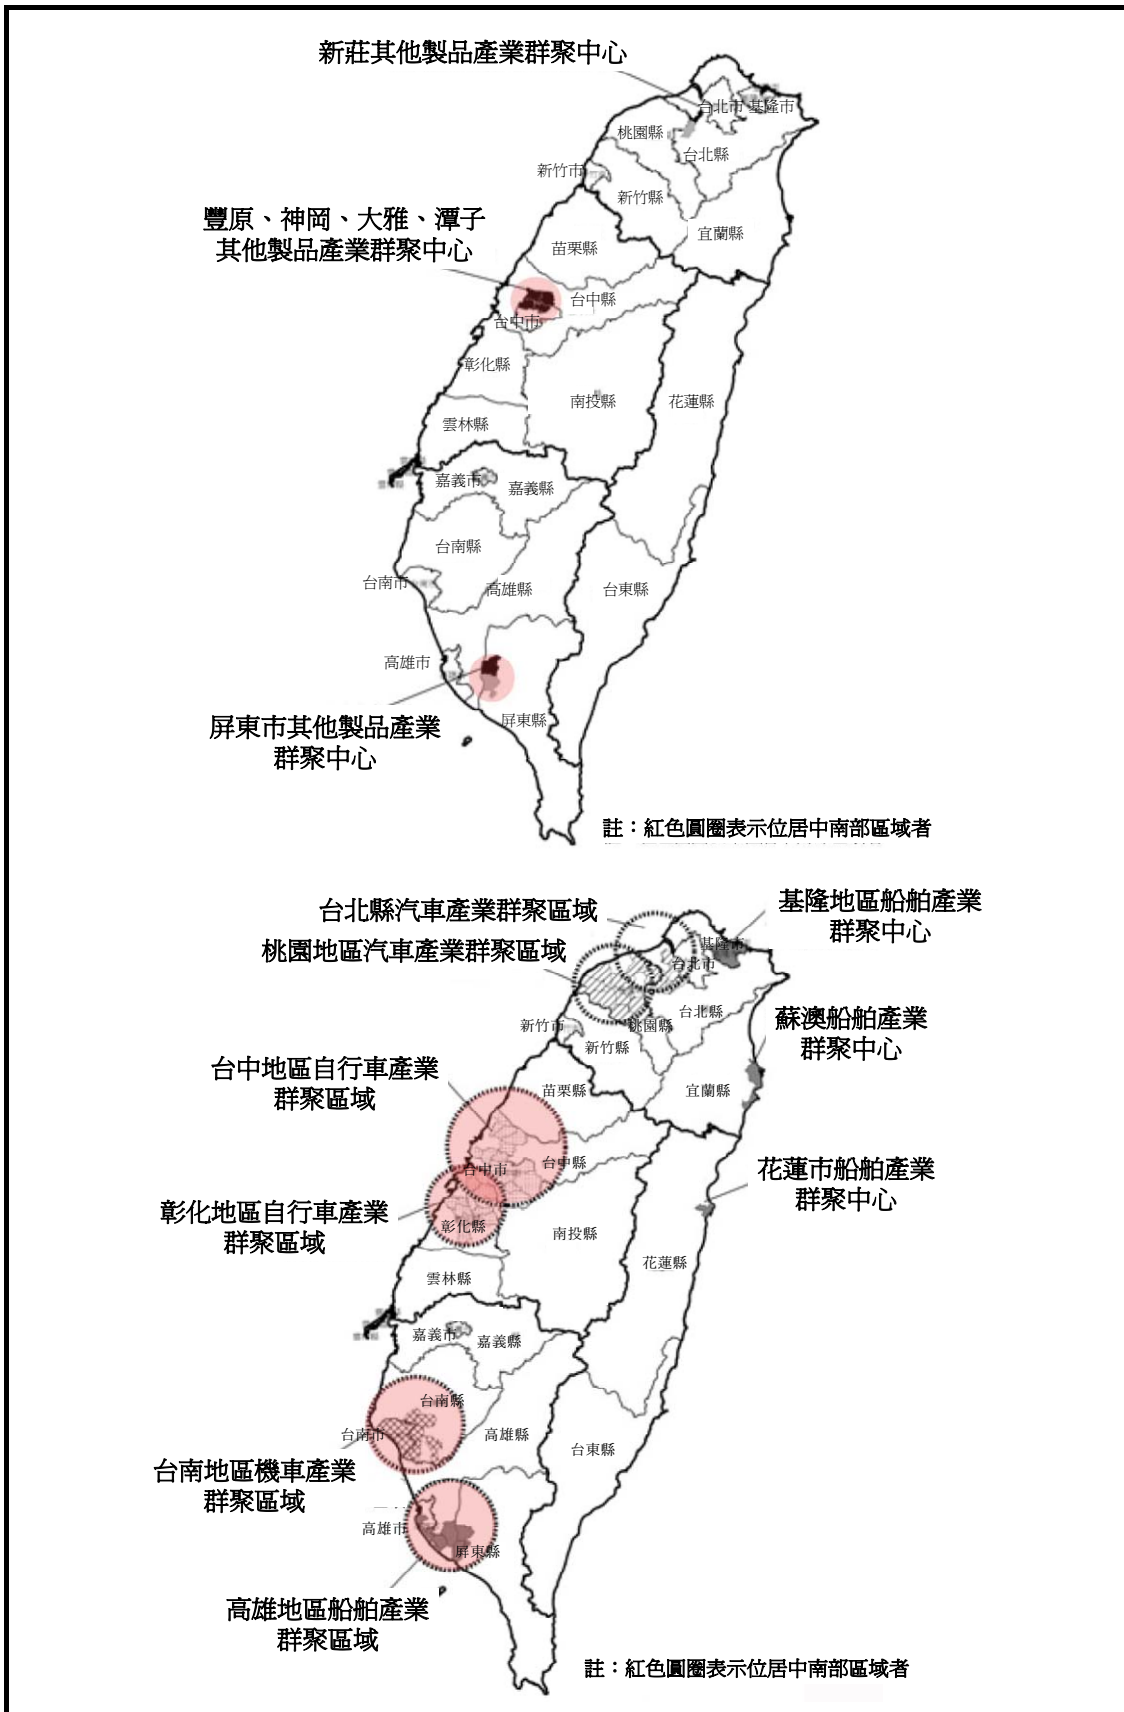 新莊其他製品產業群聚中心
台北市 基隆市
桃園縣
台北縣
新竹市
新竹縣
豐原、神岡、大雅、潭子
其他製品產業群聚中心
宜蘭縣
苗栗縣
台中縣
台中市
彰化縣
南投縣
花蓮縣
雲林縣
嘉義市
嘉義縣
台南縣
台南市
高雄縣
台東縣
高雄市
屏東市其他製品產業
群聚中心
屏東縣
註：紅色圓圈表示位居中南部區域者
台北縣汽車產業群聚區域
基隆地區船舶產業
群聚中心
桃園地區汽車產業群聚區域
基隆市
台北市
台北縣
蘇澳船舶產業
群聚中心
新竹市
桃園縣
新竹縣
台中地區自行車產業
群聚區域
苗栗縣
宜蘭縣
台中市
台中縣
花蓮市船舶產業
群聚中心
彰化地區自行車產業
群聚區域
彰化縣
南投縣
花蓮縣
雲林縣
嘉義市
嘉義縣
台南縣
台南市
高雄縣
台東縣
台南地區機車產業
群聚區域
高雄市
屏東縣
高雄地區船舶產業
群聚區域
註：紅色圓圈表示位居中南部區域者